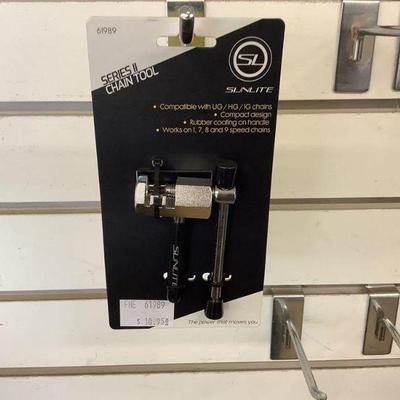 61989
SERIES II
CHAIN TOOL
SL
SUNLITE
• Compatible with UG / HG / IG chains
• Compact design
• Rubber coating on handle
• Works on 1, 7, 8 and 9 speed chains
SUNLITE
61989
$ 10.95
The power that moves you